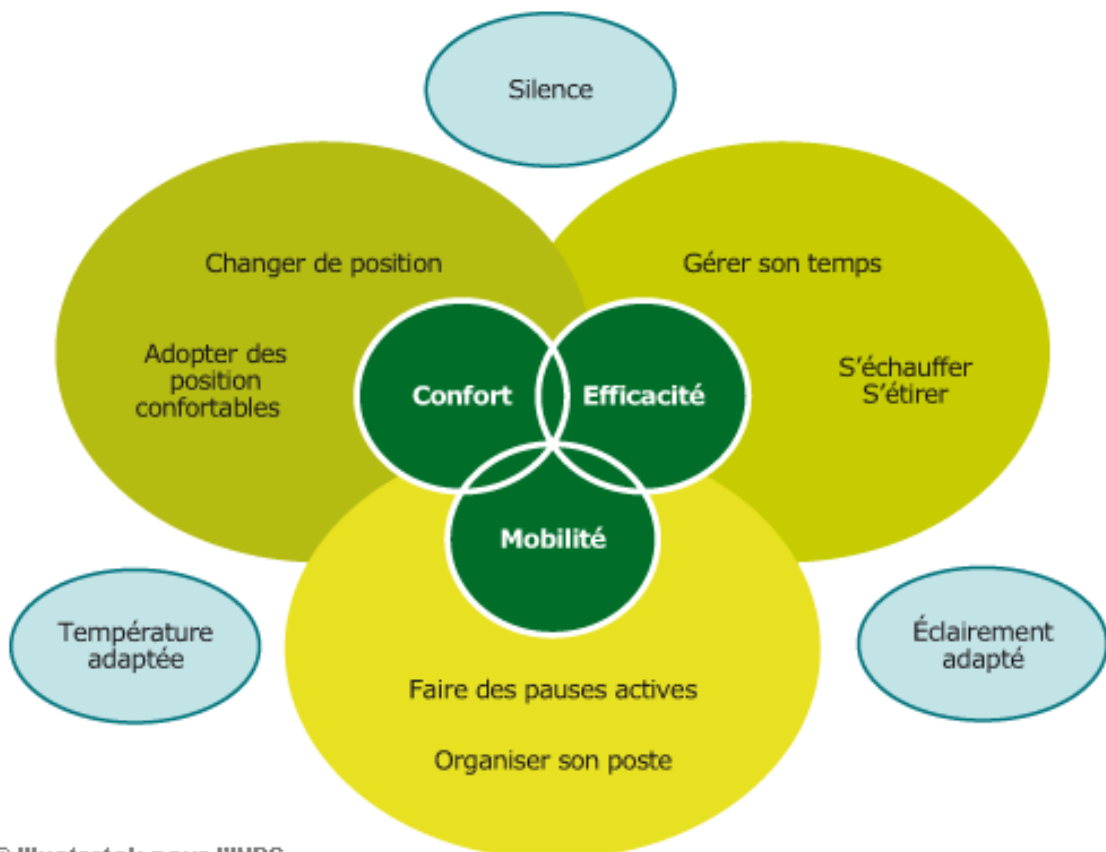 Silence
Changer de position
Gérer son temps
Adopter des
position
confortables
S'échauffer
S'étirer
Confort
Efficacité
Mobilité
Température
adaptée
Éclairement
adapté
Faire des pauses actives
Organiser son poste